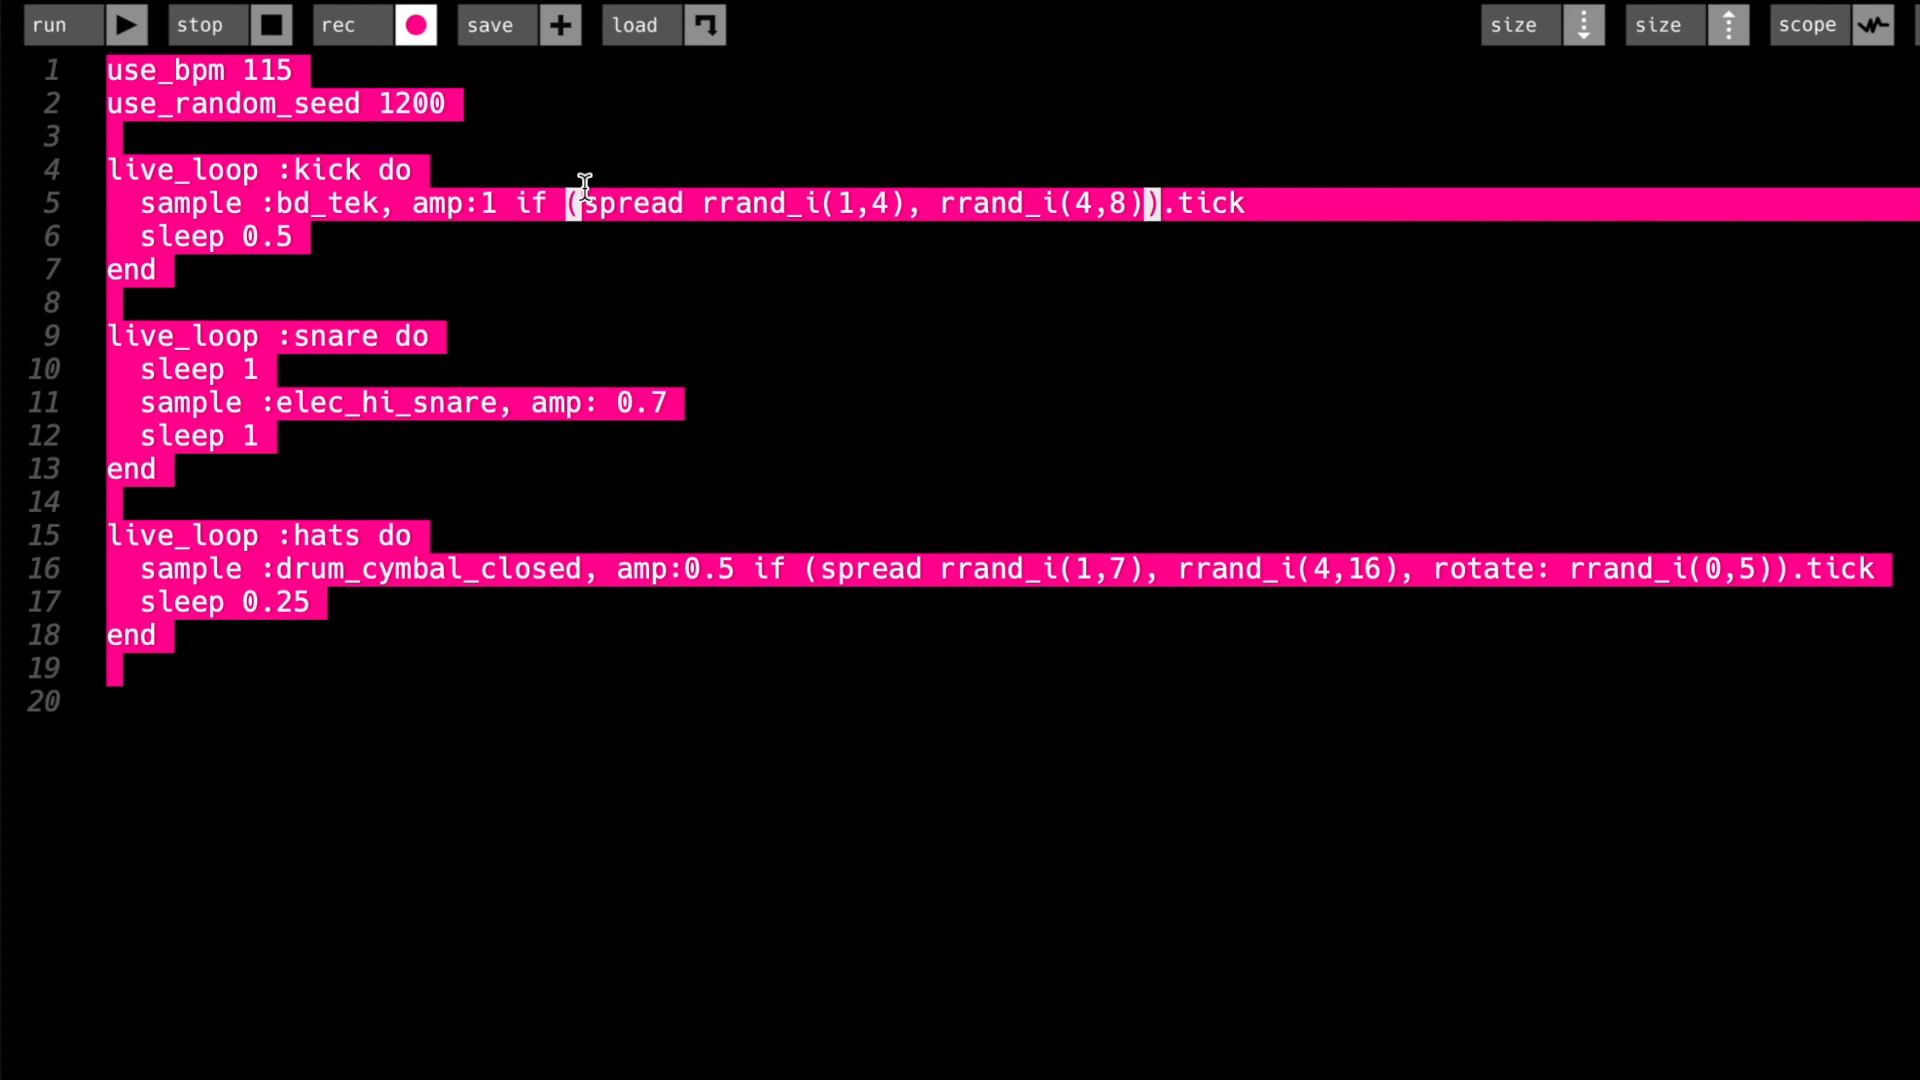 run stop rec save load size size scope
1 use_bpm 115
2 use_random_seed 1200
3
4 live_loop :kick do
5   sample :bd_tek, amp:1 if (spread rrand_i(1,4), rrand_i(4,8)).tick
6   sleep 0.5
7 end
8
9 live_loop :snare do
10   sleep 1
11   sample :elec_hi_snare, amp: 0.7
12   sleep 1
13 end
14
15 live_loop :hats do
16   sample :drum_cymbal_closed, amp:0.5 if (spread rrand_i(1,7), rrand_i(4,16), rotate: rrand_i(0,5)).tick
17   sleep 0.25
18 end
19
20